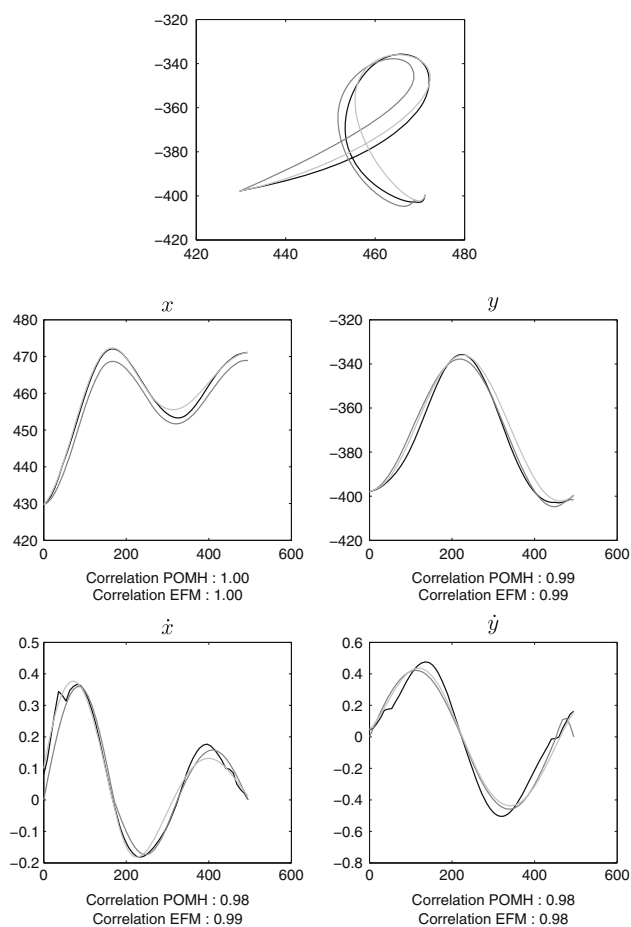 −320
−340
−360
−380
−400
−420
420 440 460 480
x
480
470
460
450
440
430
420
0 200 400 600
Correlation POMH : 1.00
Correlation EFM : 1.00
y
−320
−340
−360
−380
−400
−420
0 200 400 600
Correlation POMH : 0.99
Correlation EFM : 0.99
ẋ
0.5
0.4
0.3
0.2
0.1
0
−0.1
−0.2
0 200 400 600
Correlation POMH : 0.98
Correlation EFM : 0.99
ẏ
0.6
0.4
0.2
0
−0.2
−0.4
−0.6
−0.8
0 200 400 600
Correlation POMH : 0.98
Correlation EFM : 0.98